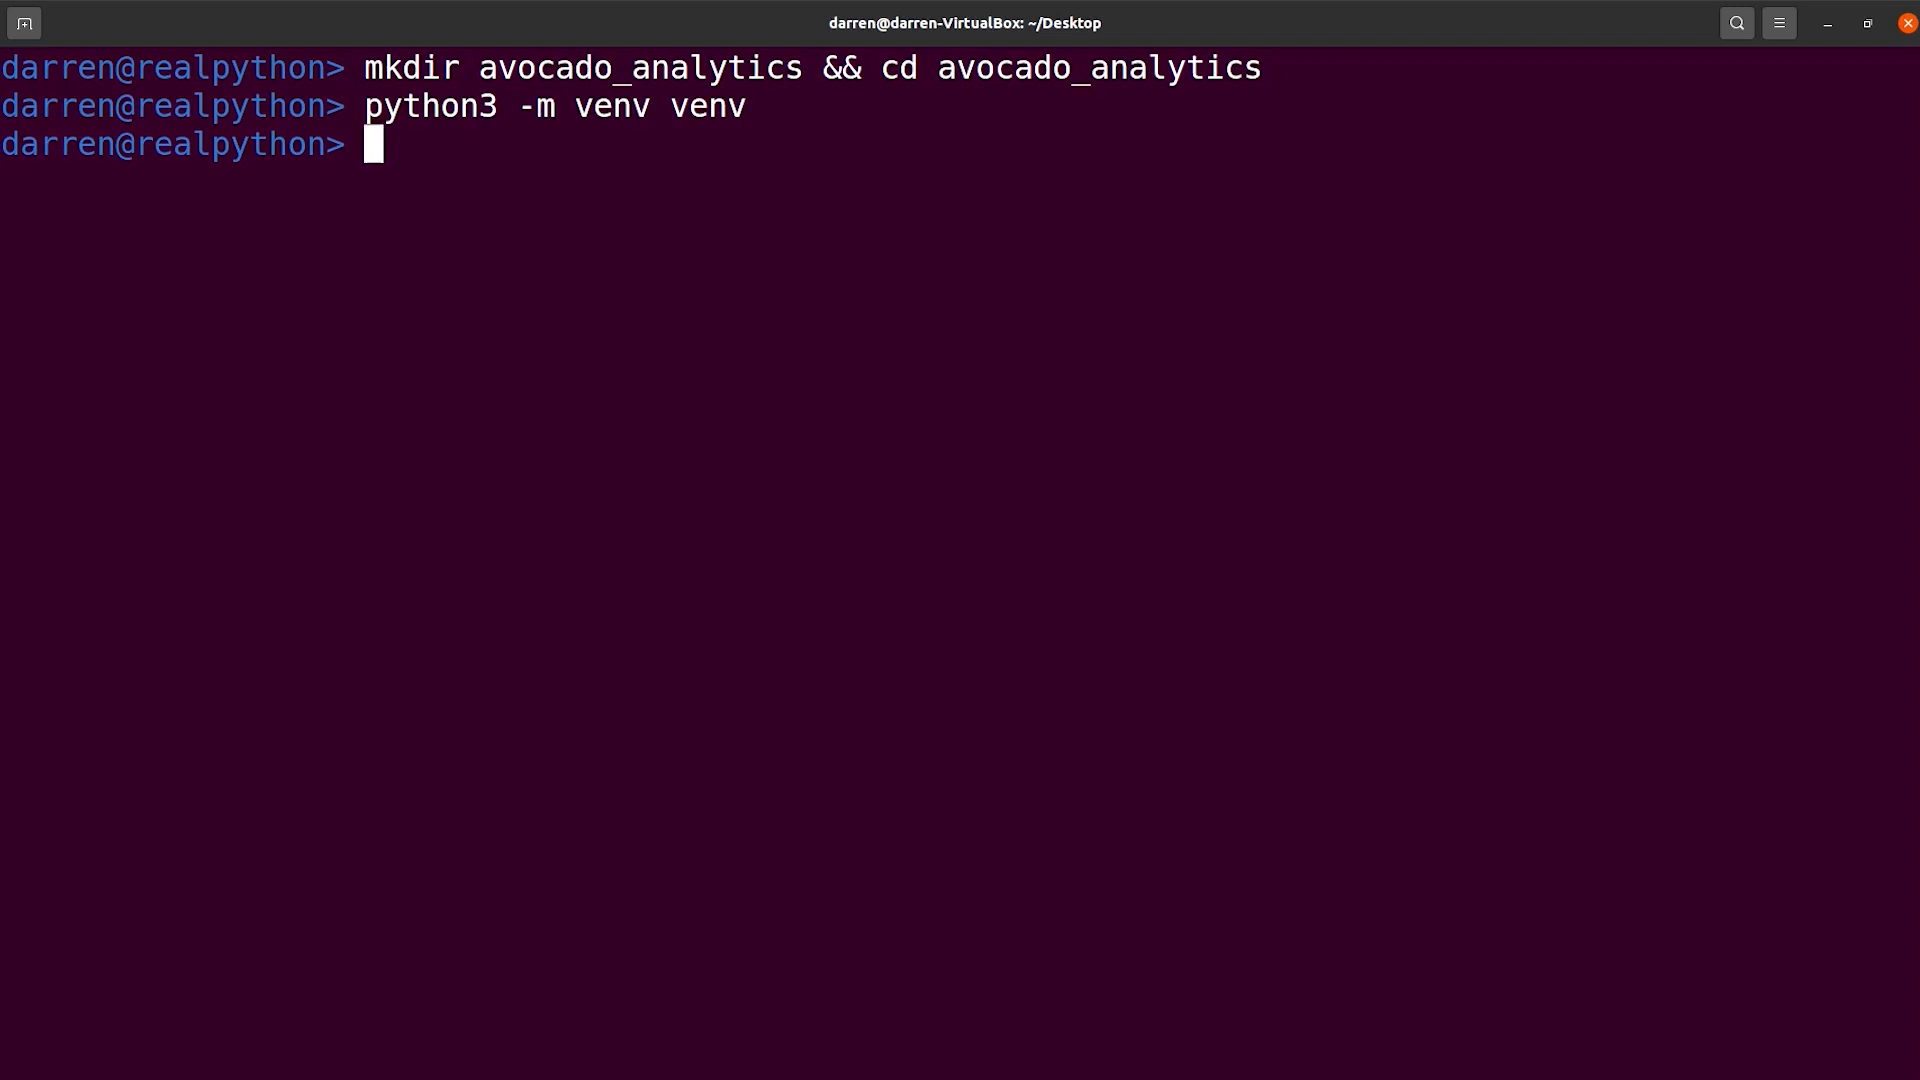 darren@darren-VirtualBox: ~/Desktop
darren@realpython> mkdir avocado_analytics && cd avocado_analytics
darren@realpython> python3 -m venv venv
darren@realpython>